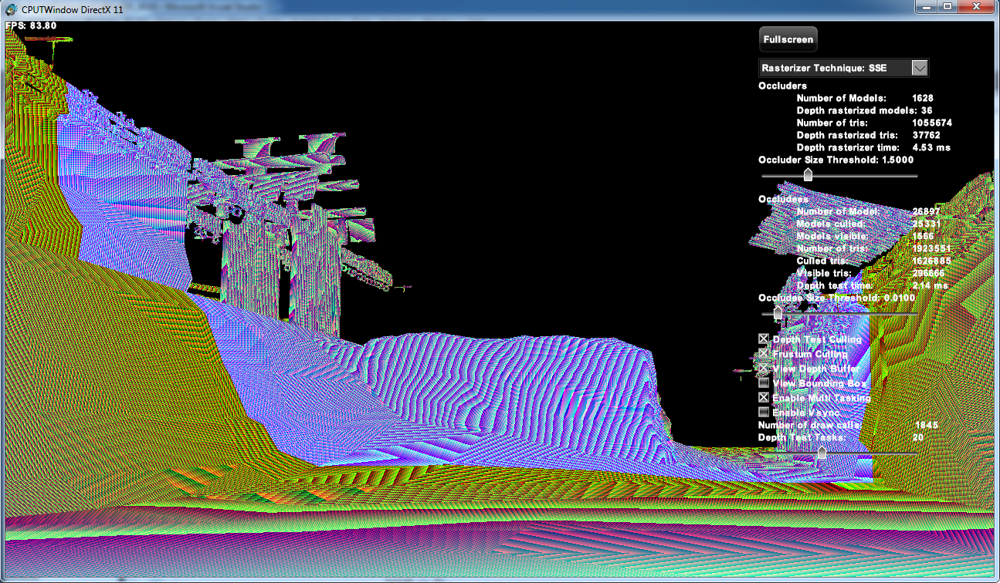 CPUTWindow DirectX 11
FPS: 83.80
Fullscreen
Rasterizer Technique: SSE
Occluders
Number of Models: 1628
Depth rasterized models: 36
Number of tris: 1055674
Depth rasterized tris: 37762
Depth rasterizer time: 4.53 ms
Occluder Size Threshold: 1.5000
Occludees
Number of Model: 26897
Models culled: 25331
Models visible: 1566
Number of tris: 1923551
Culled tris: 1626885
Visible tris: 296666
Depth test time: 2.14 ms
Occludee Size Threshold: 0.0100
Depth Test Culling
Frustum Culling
View Depth Buffer
View Bounding Box
Enable Multi Tasking
Enable Vsync
Number of draw calls: 1845
Depth Test Tasks: 20